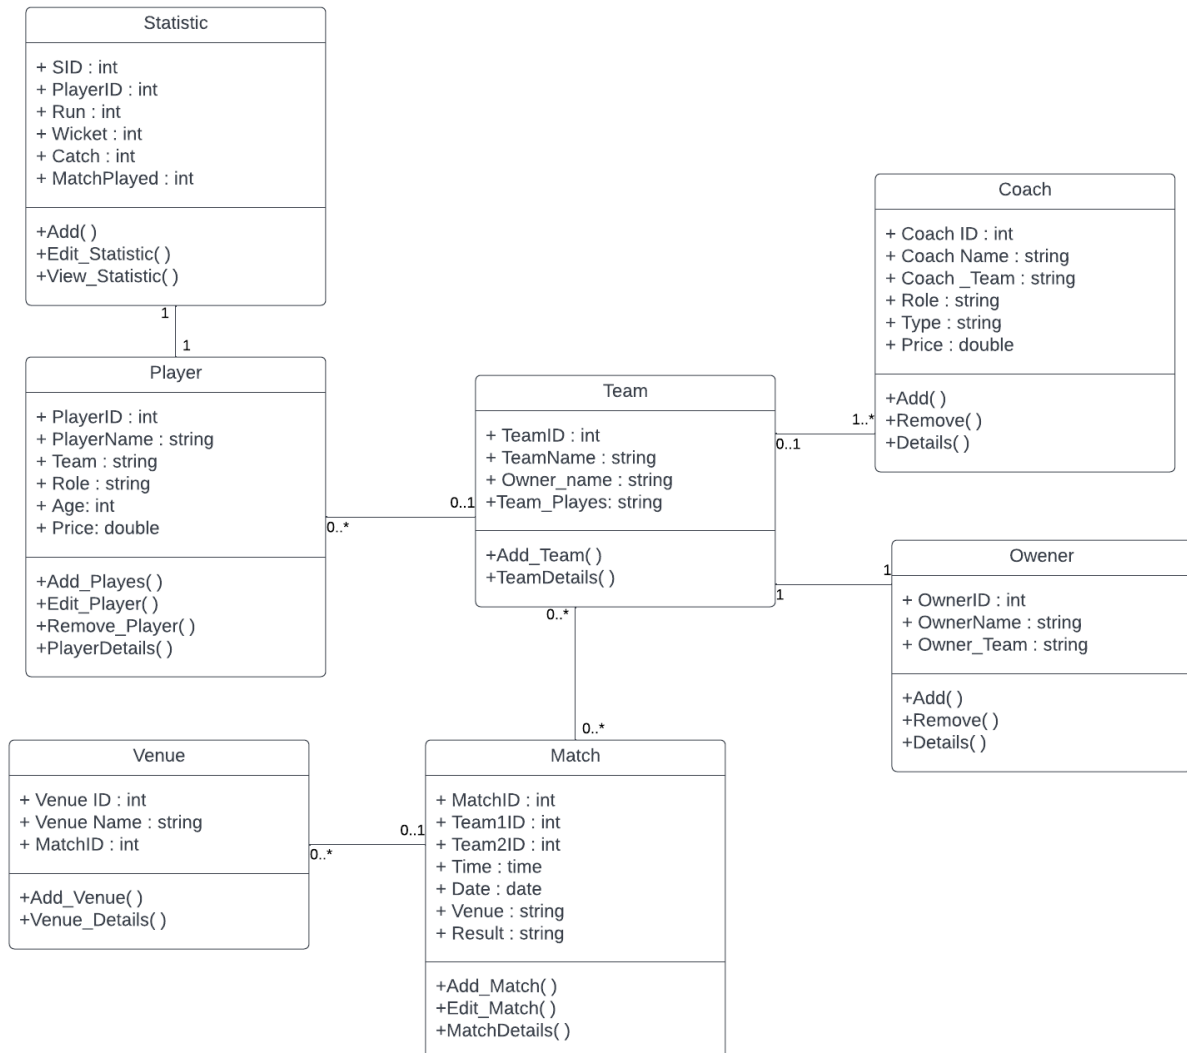 Statistic
+ SID : int
+ PlayerID : int
+ Run : int
+ Wicket : int
+ Catch : int
+ MatchPlayed : int
+Add( )
+Edit_Statistic( )
+View_Statistic( )
1
1
Player
+ PlayerID : int
+ PlayerName : string
+ Team : string
+ Role : string
+ Age: int
+ Price: double
+Add_Playes( )
+Edit_Player( )
+Remove_Player( )
+PlayerDetails( )
0..*
0..1
Team
+ TeamID : int
+ TeamName : string
+ Owner_name : string
+Team_Playes: string
+Add_Team( )
+TeamDetails( )
0..1
1..*
Coach
+ Coach ID : int
+ Coach Name : string
+ Coach _Team : string
+ Role : string
+ Type : string
+ Price : double
+Add( )
+Remove( )
+Details( )
1
1
Owener
+ OwnerID : int
+ OwnerName : string
+ Owner_Team : string
+Add( )
+Remove( )
+Details( )
0..*
0..*
Venue
+ Venue ID : int
+ Venue Name : string
+ MatchID : int
+Add_Venue( )
+Venue_Details( )
0..*
0..1
Match
+ MatchID : int
+ Team1ID : int
+ Team2ID : int
+ Time : time
+ Date : date
+ Venue : string
+ Result : string
+Add_Match( )
+Edit_Match( )
+MatchDetails( )